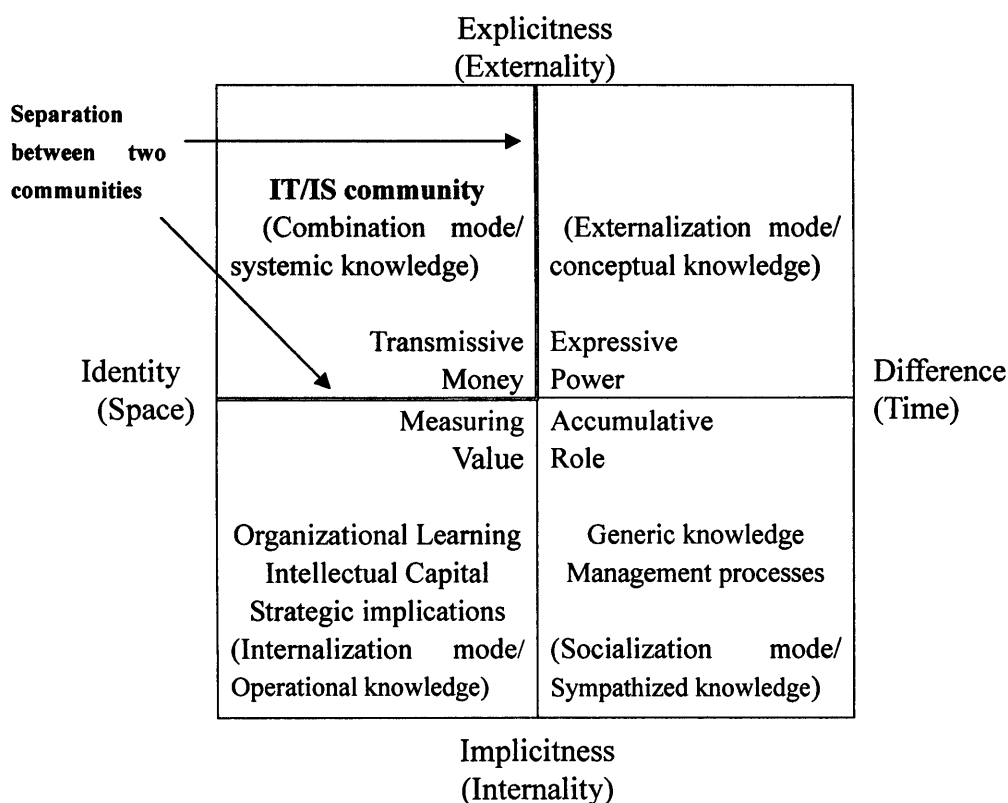 Explicitness
(Externality)
Separation
between two
communities
IT/IS community
(Combination mode/
systemic knowledge)
Transmissive
Money
(Externalization mode/
conceptual knowledge)
Expressive
Power
Identity
(Space)
Difference
(Time)
Measuring
Value
Organizational Learning
Intellectual Capital
Strategic implications
(Internalization mode/
Operational knowledge)
Accumulative
Role
Generic knowledge
Management processes
(Socialization mode/
Sympathized knowledge)
Implicitness
(Internality)